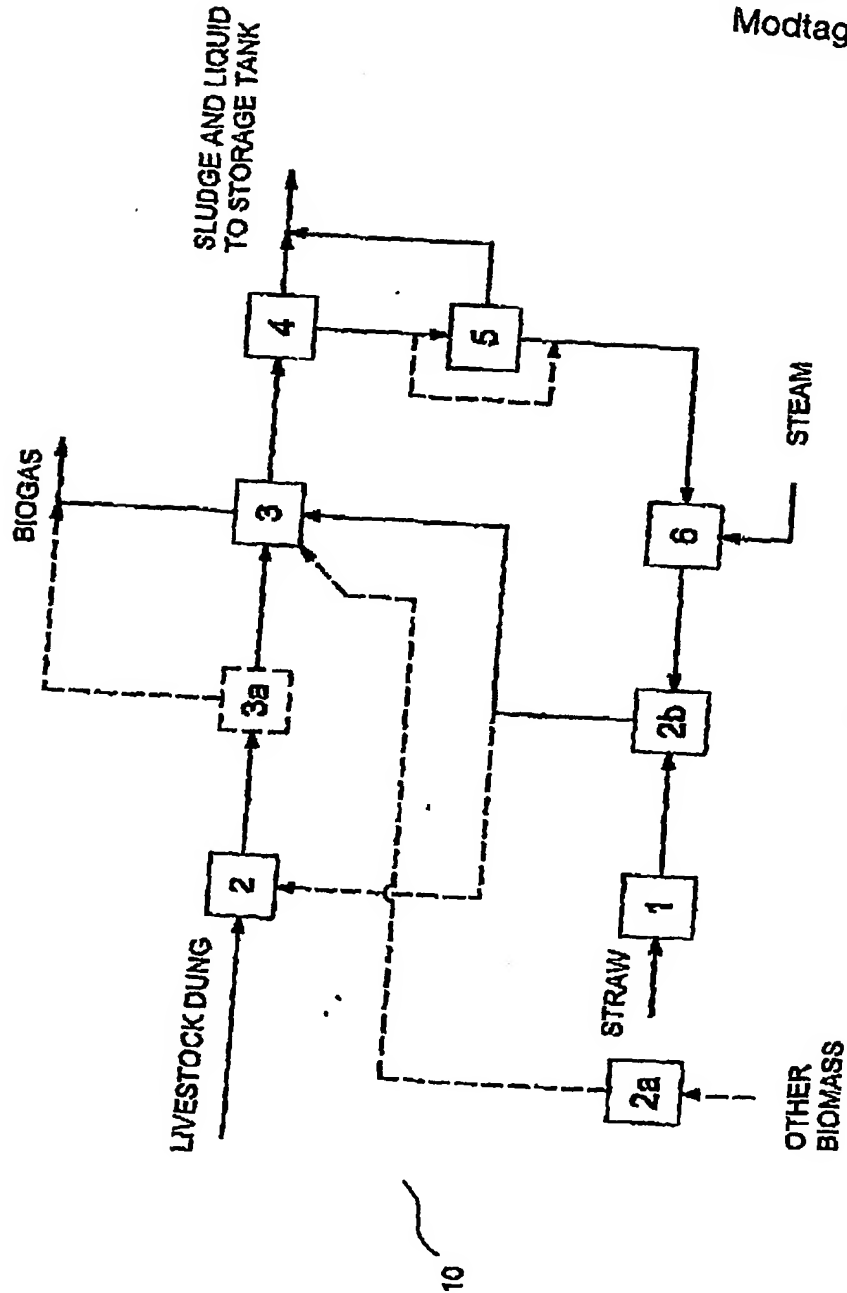 Modtag
SLUDGE AND LIQUID
TO STORAGE TANK
BIOGAS
LIVESTOCK DUNG
STRAW
OTHER
BIOMASS
STEAM
2
3a
3
4
5
6
2b
1
2a
10